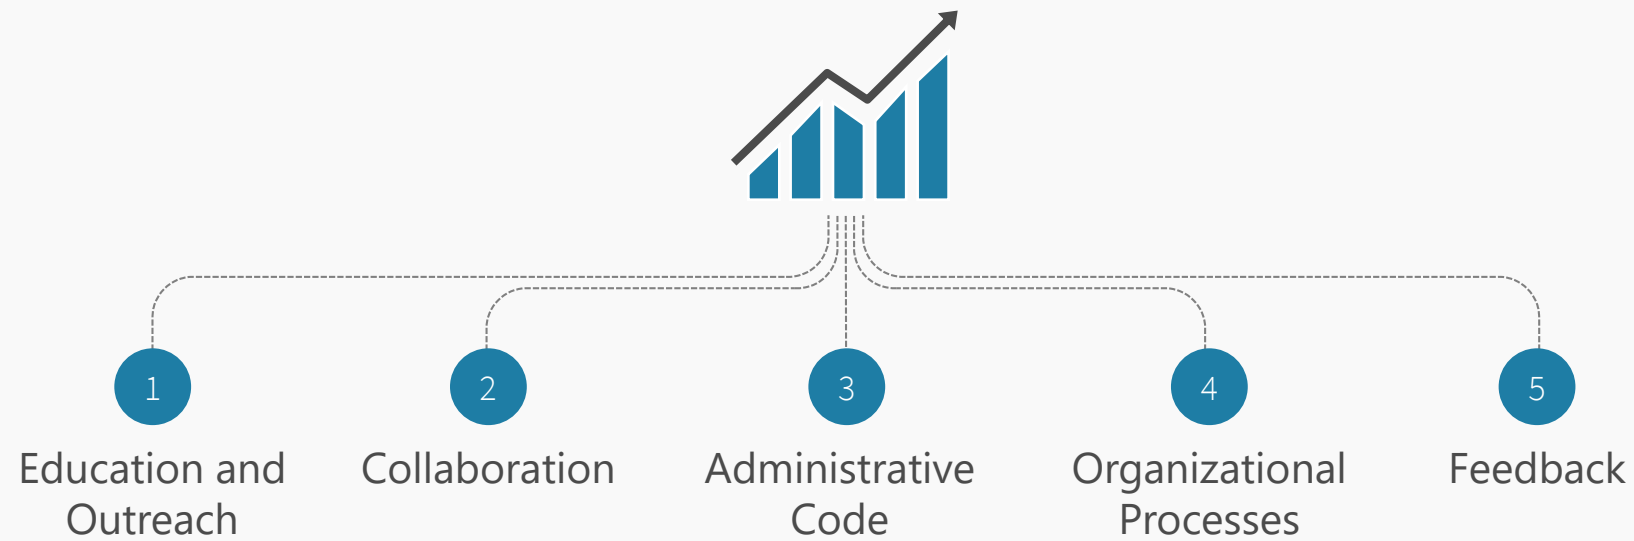 1
Education and
Outreach
2
Collaboration
3
Administrative
Code
4
Organizational
Processes
5
Feedback